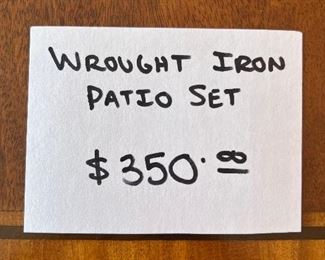 WROUGHT IRON
PATIO SET
$350.00